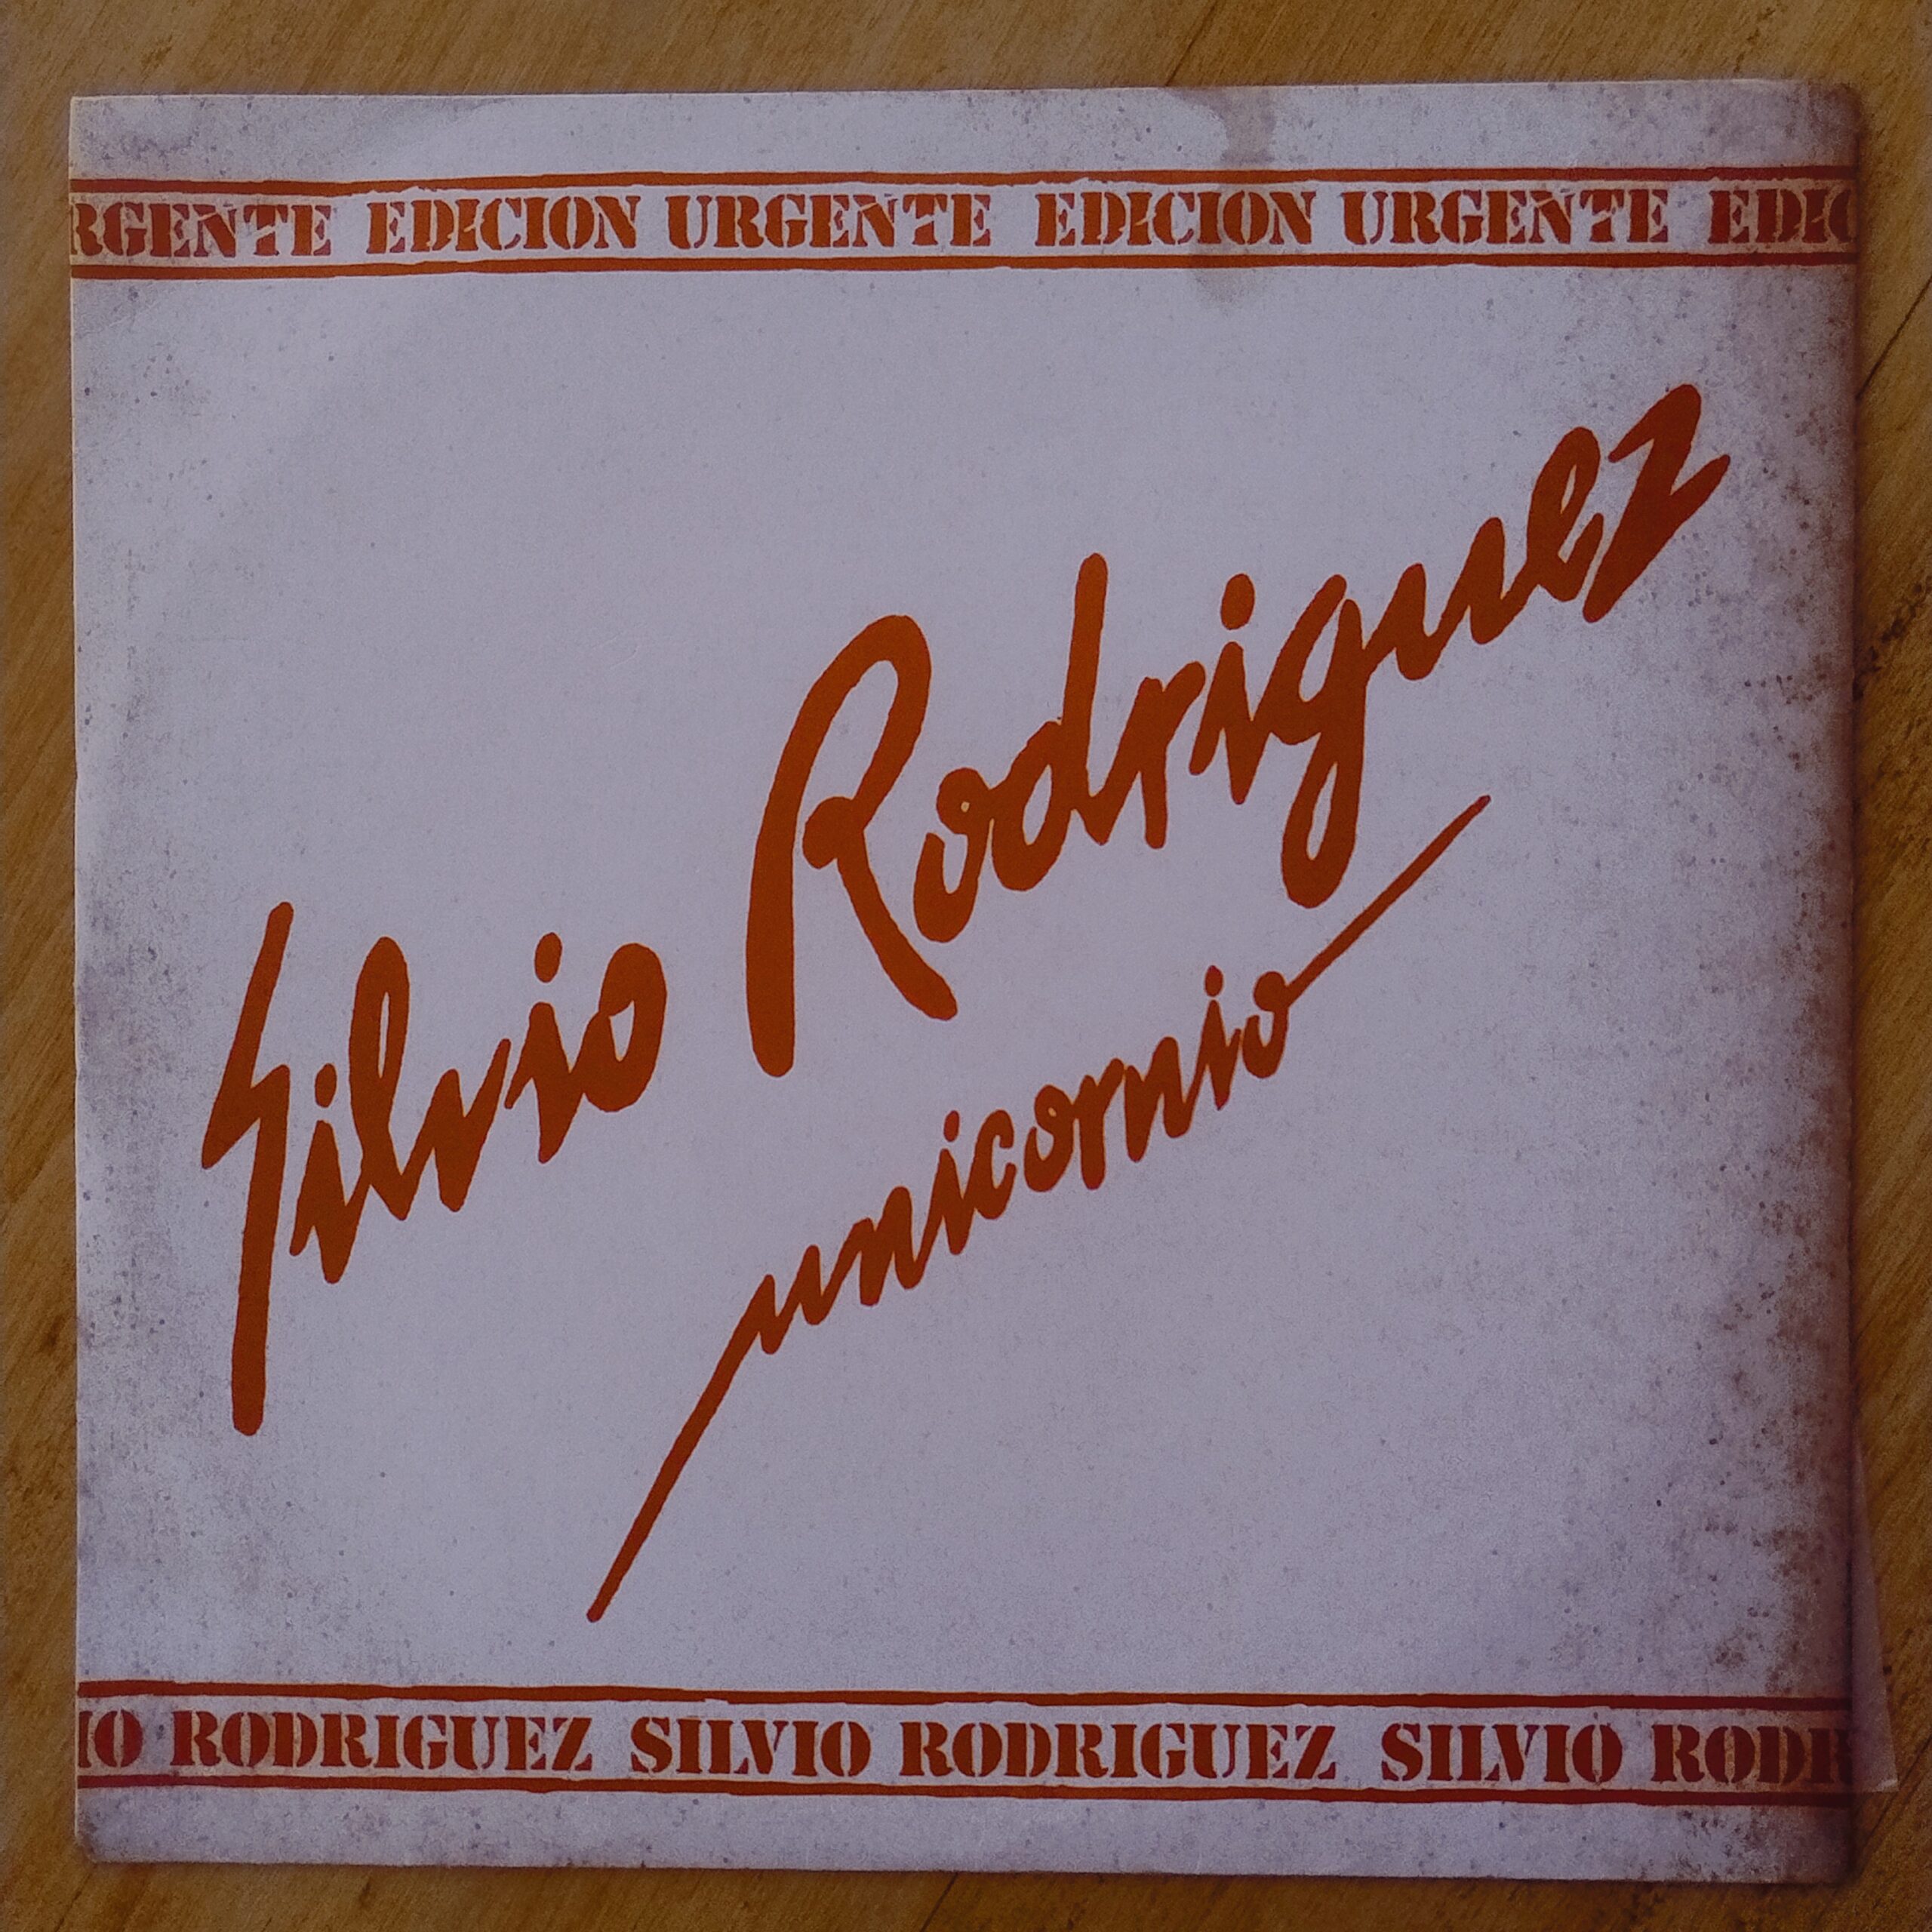 RGENTE EDICION URGENTE EDICION URGENTE EDIC
Silvio Rodriguez
unicornio
IO RODRIGUEZ SILVIO RODRIGUEZ SILVIO RODR